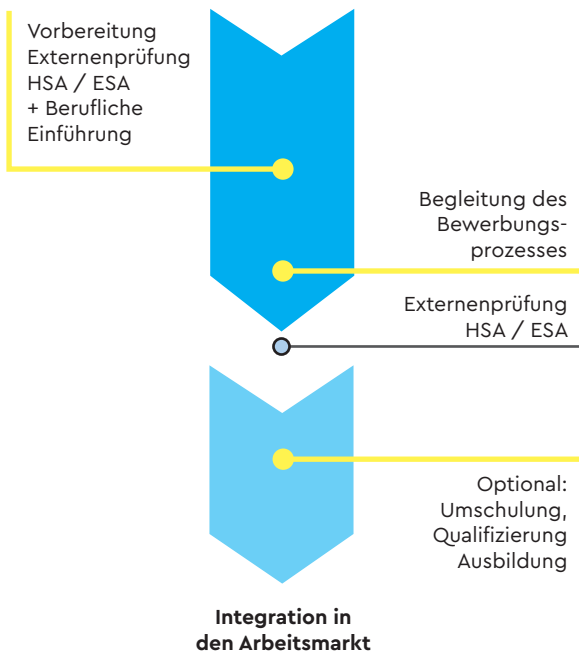 Vorbereitung
Externenprüfung
HSA / ESA
+ Berufliche
Einführung
Begleitung des
Bewerbungs-
prozesses
Externenprüfung
HSA / ESA
Optional:
Umschulung,
Qualifizierung
Ausbildung
Integration in
den Arbeitsmarkt